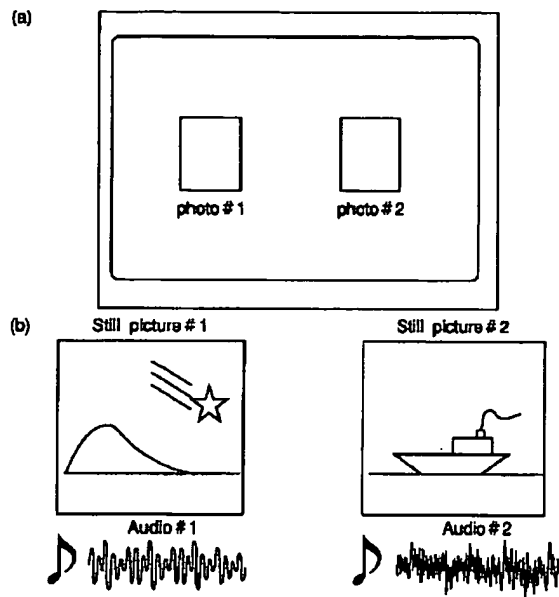 (a)
photo # 1 photo # 2
(b) Still picture # 1 Still picture # 2
Audio # 1 Audio # 2